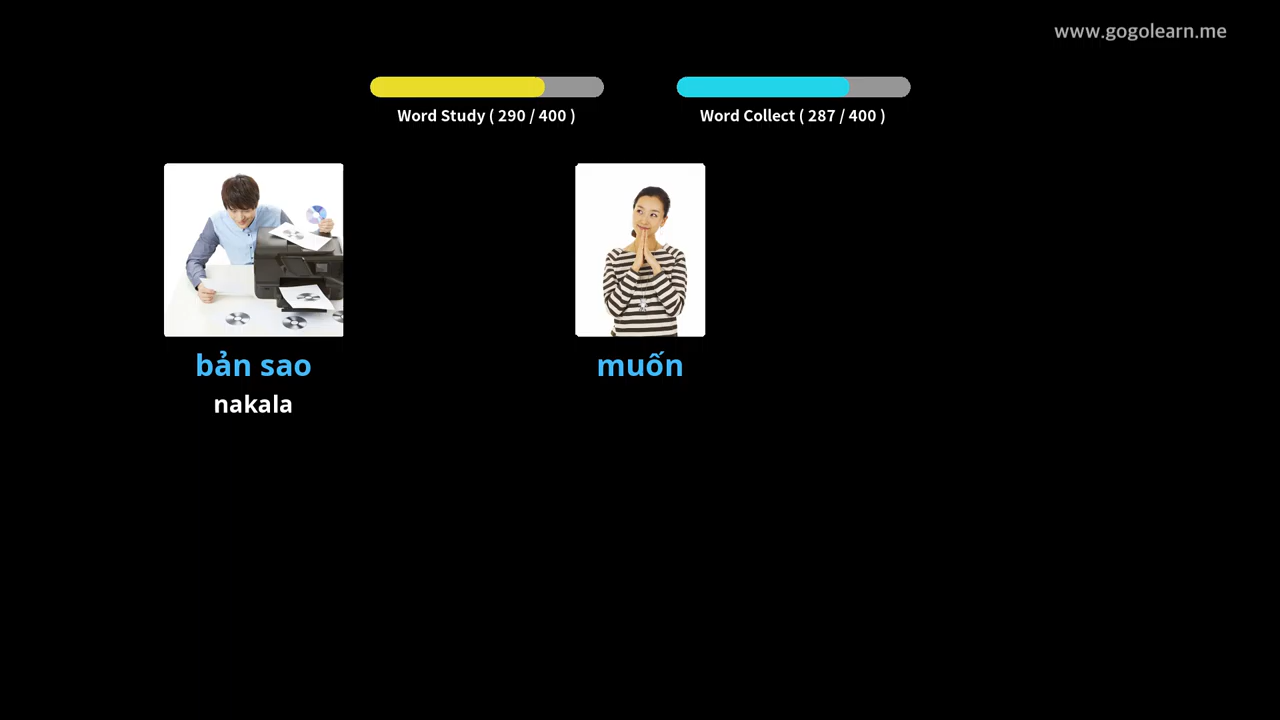 www.gogolearn.me
Word Study ( 290 / 400 )
Word Collect ( 287 / 400 )
bản sao
nakala
muốn